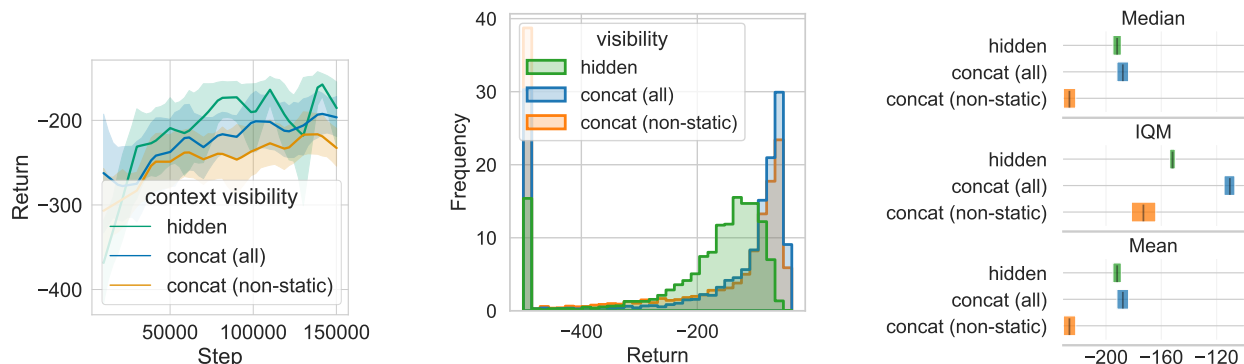 Return
−200
−300
−400
context visibility
hidden
concat (all)
concat (non-static)
50000 100000 150000
Step
Frequency
40
30
20
10
0
visibility
hidden
concat (all)
concat (non-static)
−400 −200
Return
Median
hidden
concat (all)
concat (non-static)
IQM
hidden
concat (all)
concat (non-static)
Mean
hidden
concat (all)
concat (non-static)
−200 −160 −120